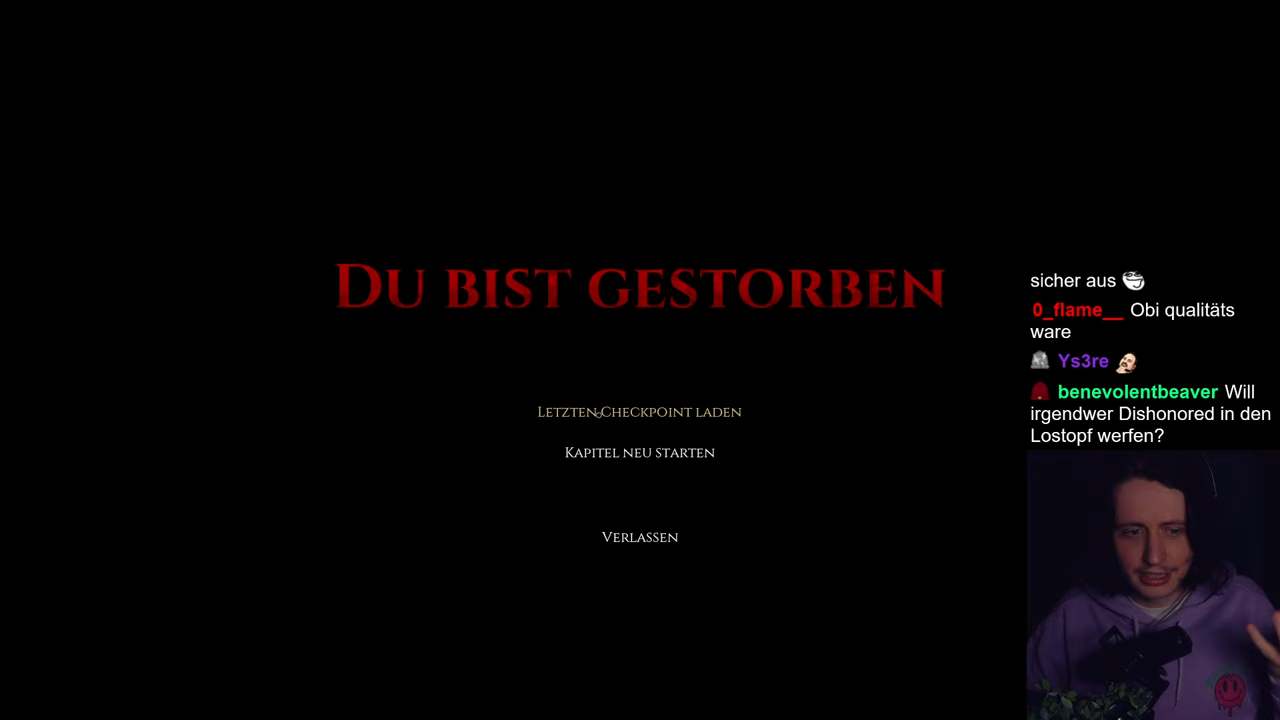 Du bist gestorben
Letzten Checkpoint laden
Kapitel neu starten
Verlassen
sicher aus
0_flame__ Obi qualitäts
ware
Ys3re
benevolentbeaver Will
irgendwer Dishonored in den
Lostopf werfen?